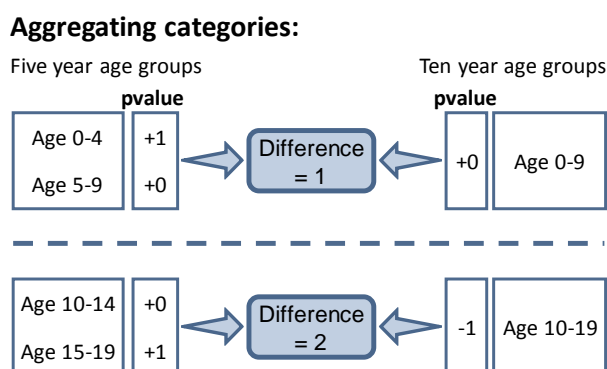 Aggregating categories:
Five year age groups
Ten year age groups
pvalue
pvalue
Age 0-4
+1
Age 5-9
+0
Difference
= 1
+0
Age 0-9
Age 10-14
+0
Age 15-19
+1
Difference
= 2
-1
Age 10-19